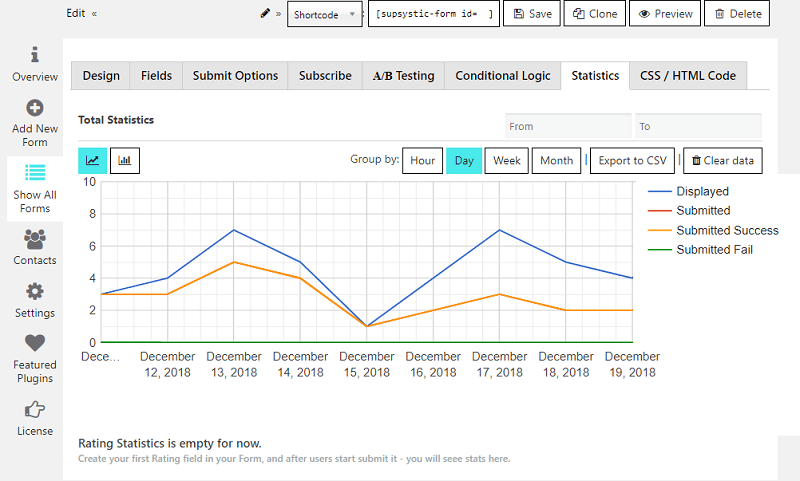 Edit «
»
Shortcode
:
[supsystic-form id= ]
Save
Clone
Preview
Delete
Overview
Add New
Form
Show All
Forms
Contacts
Settings
Featured
Plugins
License
Design
Fields
Submit Options
Subscribe
A/B Testing
Conditional Logic
Statistics
CSS / HTML Code
Total Statistics
From
To
Group by:
Hour
Day
Week
Month
|
Export to CSV
|
Clear data
10
8
6
4
2
0
Dece...
December
12, 2018
December
13, 2018
December
14, 2018
December
15, 2018
December
16, 2018
December
17, 2018
December
18, 2018
December
19, 2018
Displayed
Submitted
Submitted Success
Submitted Fail
Rating Statistics is empty for now.
Create your first Rating field in your Form, and after users start submit it - you will seee stats here.